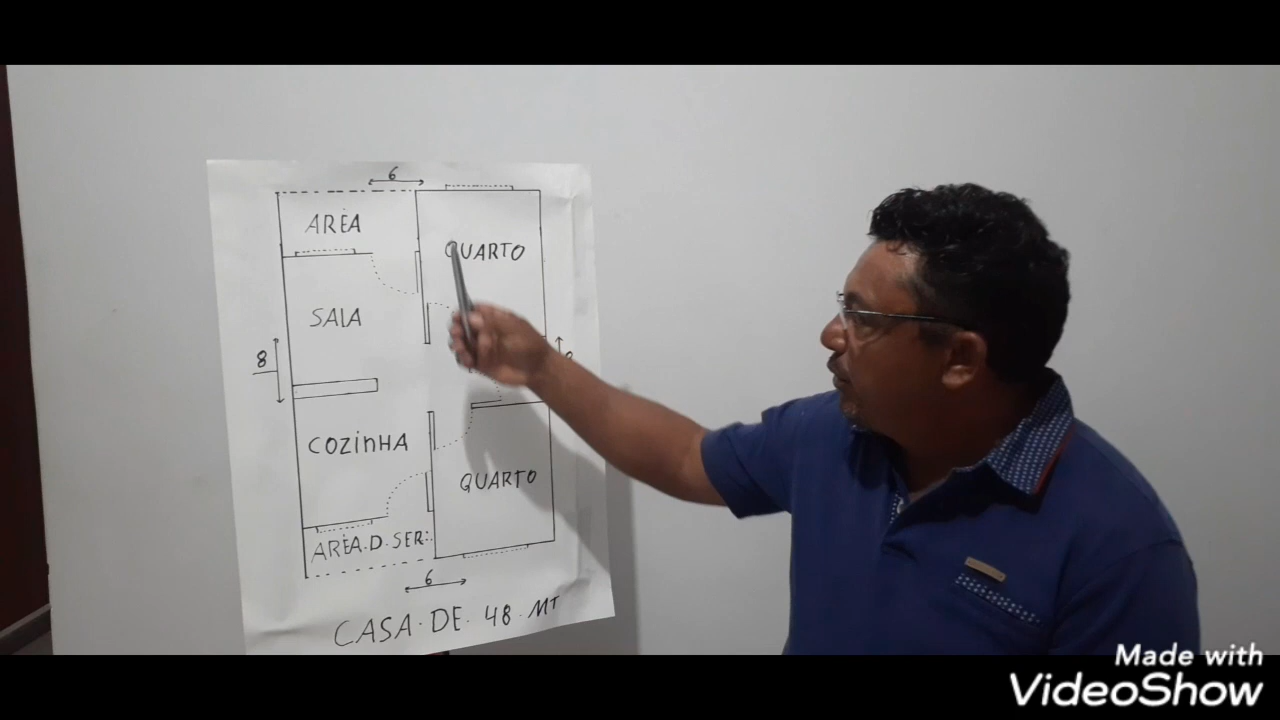 6
AREA
QUARTO
SALA
8
COZINHA
QUARTO
AREA.D.SER:
6
CASA.DE.48.MT
Made with
VideoShow